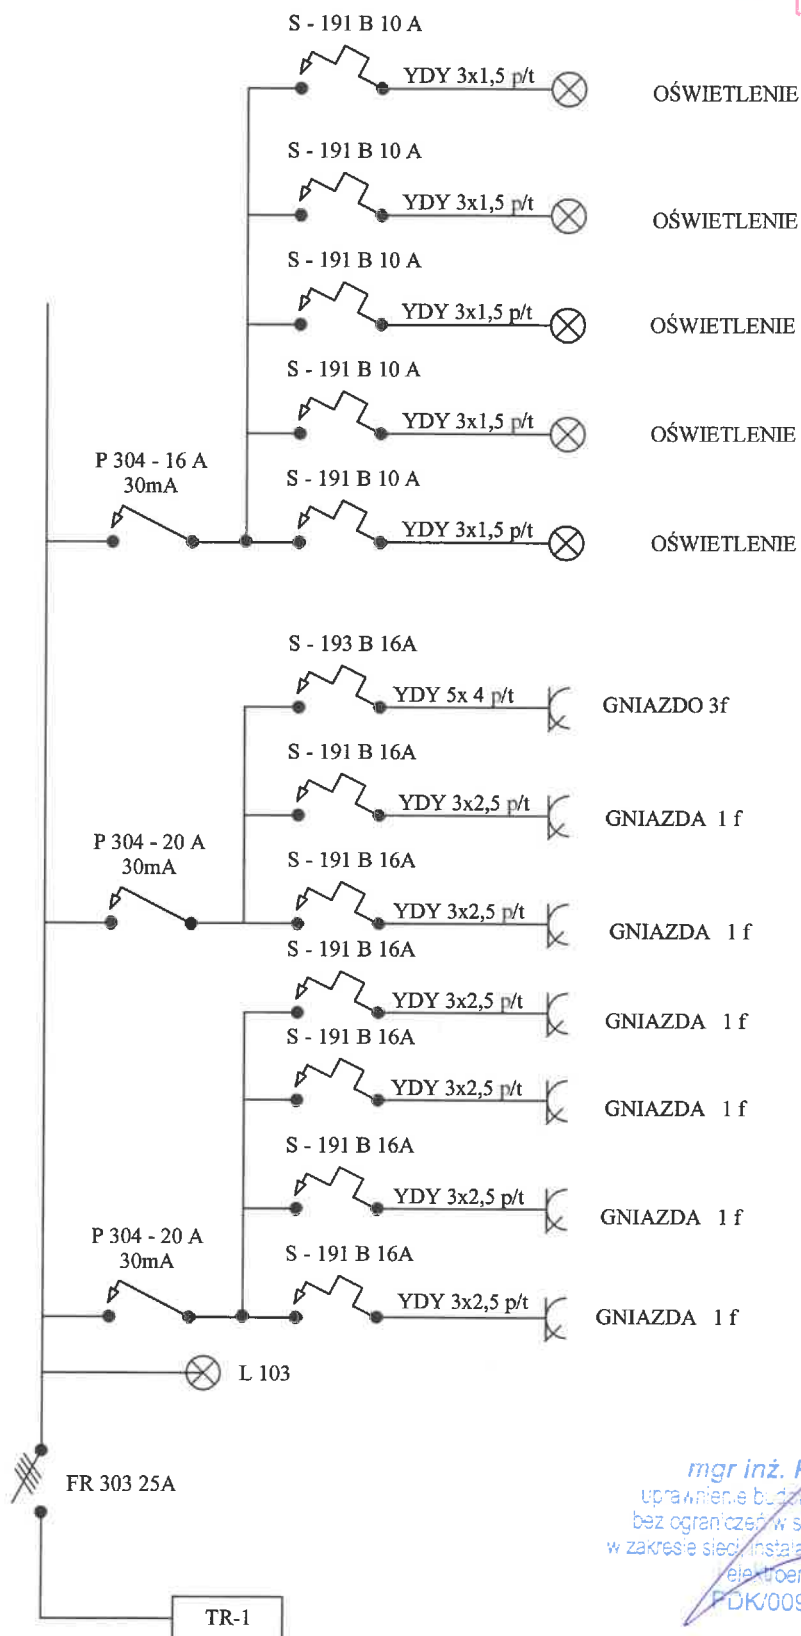 S - 191 B 10 A
YDY 3x1,5 p/t
OŚWIETLENIE
S - 191 B 10 A
YDY 3x1,5 p/t
OŚWIETLENIE
S - 191 B 10 A
YDY 3x1,5 p/t
OŚWIETLENIE
S - 191 B 10 A
YDY 3x1,5 p/t
OŚWIETLENIE
P 304 - 16 A
30mA
S - 191 B 10 A
YDY 3x1,5 p/t
OŚWIETLENIE
S - 193 B 16A
YDY 5x 4 p/t
GNIAZDO 3f
S - 191 B 16A
YDY 3x2,5 p/t
GNIAZDA 1 f
P 304 - 20 A
30mA
S - 191 B 16A
YDY 3x2,5 p/t
GNIAZDA 1 f
S - 191 B 16A
YDY 3x2,5 p/t
GNIAZDA 1 f
S - 191 B 16A
YDY 3x2,5 p/t
GNIAZDA 1 f
S - 191 B 16A
YDY 3x2,5 p/t
GNIAZDA 1 f
P 304 - 20 A
30mA
S - 191 B 16A
YDY 3x2,5 p/t
GNIAZDA 1 f
L 103
FR 303 25A
TR-1
mgr inż.
uprawnienie
bez ograniczeń w
w zakresie sieci,
PDK/009